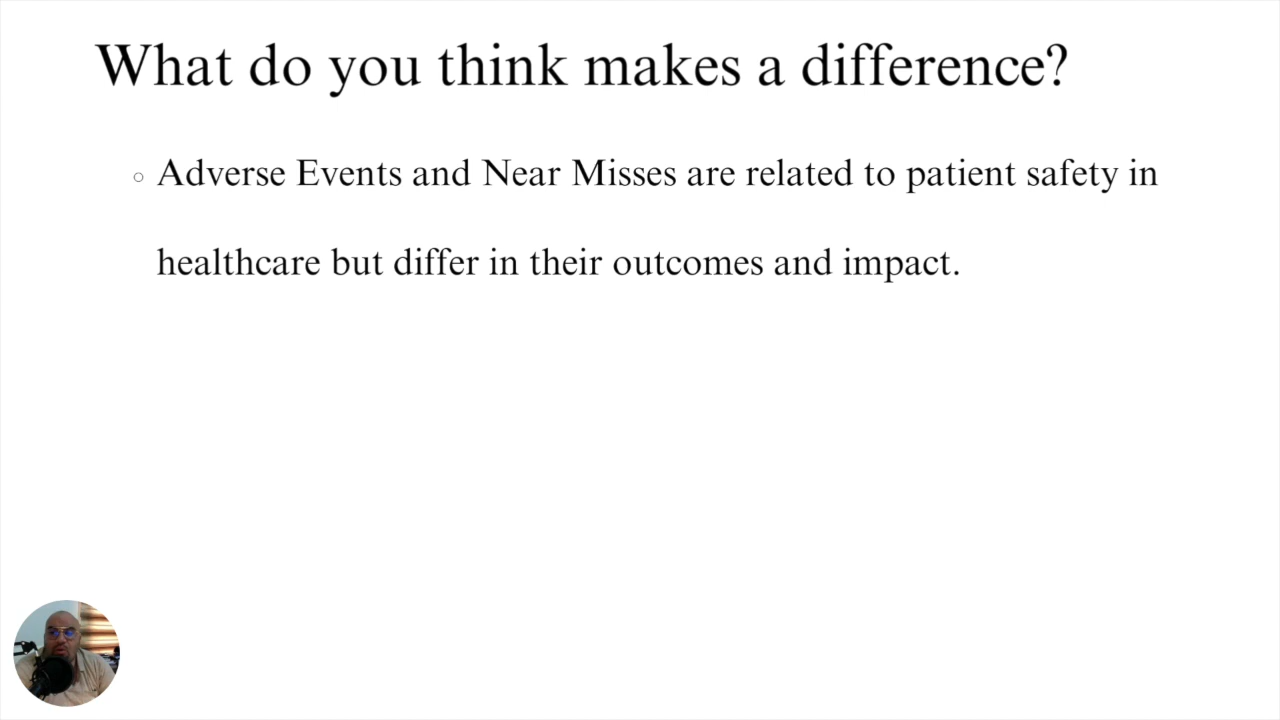 What do you think makes a difference?
Adverse Events and Near Misses are related to patient safety in
healthcare but differ in their outcomes and impact.